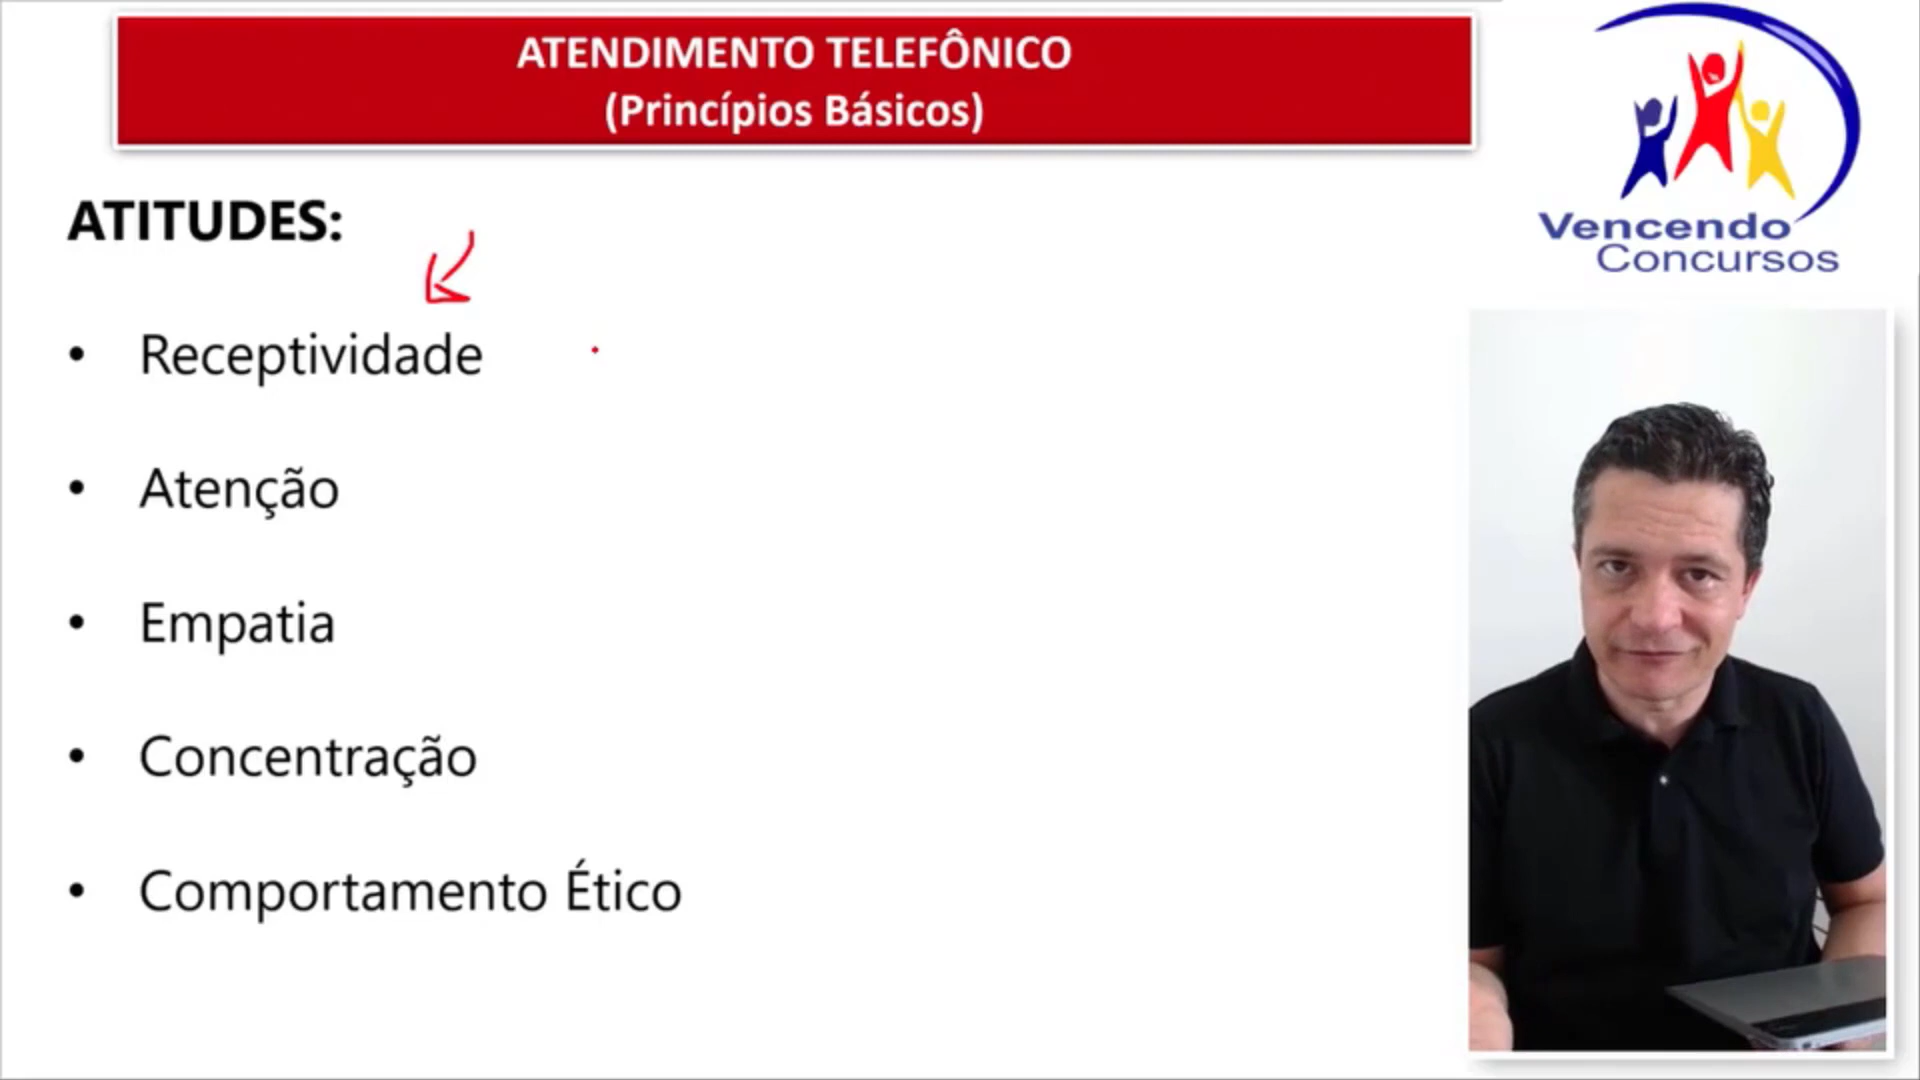 ATENDIMENTO TELEFÔNICO
(Princípios Básicos)
Vencendo
Concursos
ATITUDES:
• Receptividade
• Atenção
• Empatia
• Concentração
• Comportamento Ético